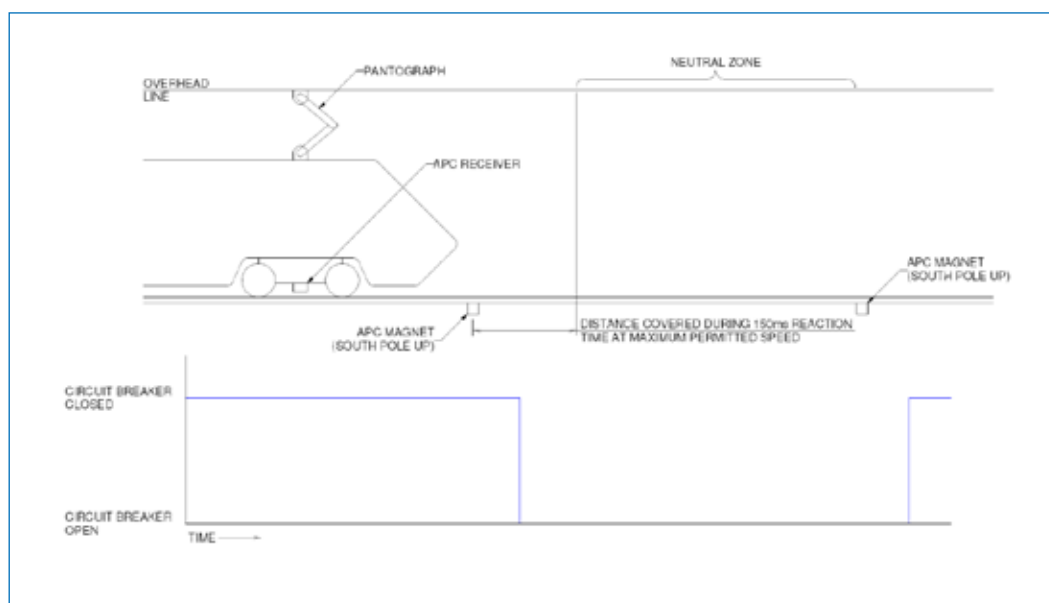 NEUTRAL ZONE
PANTOGRAPH
OVERHEAD
LINE
APC RECEIVER
APC MAGNET
(SOUTH POLE UP)
APC MAGNET
(SOUTH POLE UP)
DISTANCE COVERED DURING 150ms REACTION
TIME AT MAXIMUM PERMITTED SPEED
CIRCUIT BREAKER
CLOSED
CIRCUIT BREAKER
OPEN
TIME